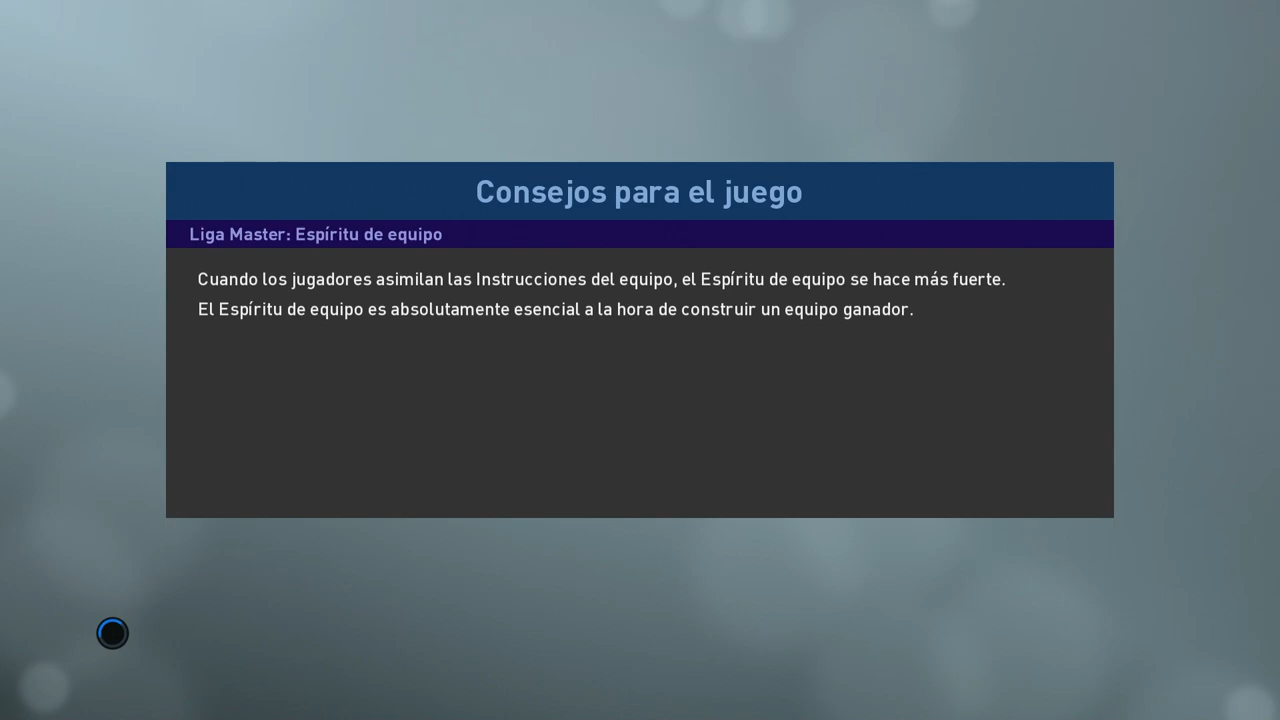 Consejos para el juego
Liga Master: Espíritu de equipo
Cuando los jugadores asimilan las Instrucciones del equipo, el Espíritu de equipo se hace más fuerte.
El Espíritu de equipo es absolutamente esencial a la hora de construir un equipo ganador.